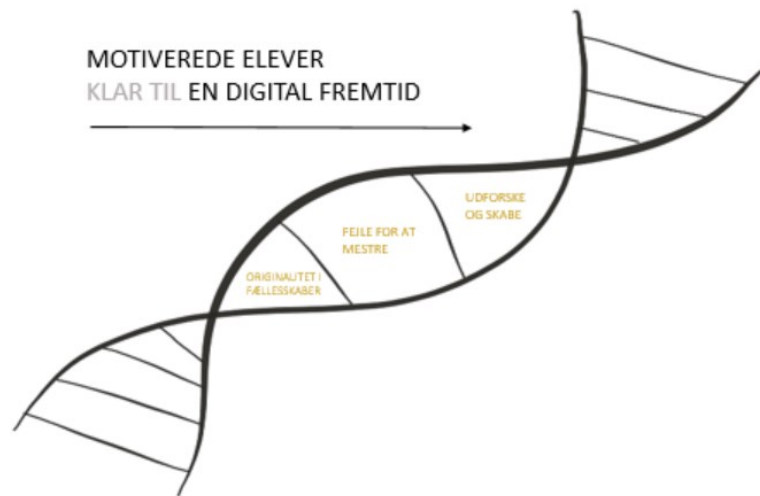 MOTIVEREDE ELEVER
KLAR TIL EN DIGITAL FREMTID
UDFORSKE
OG SKABE
FEJLE FOR AT
MESTRE
ORIGINALITET I
FÆLLESSKABER